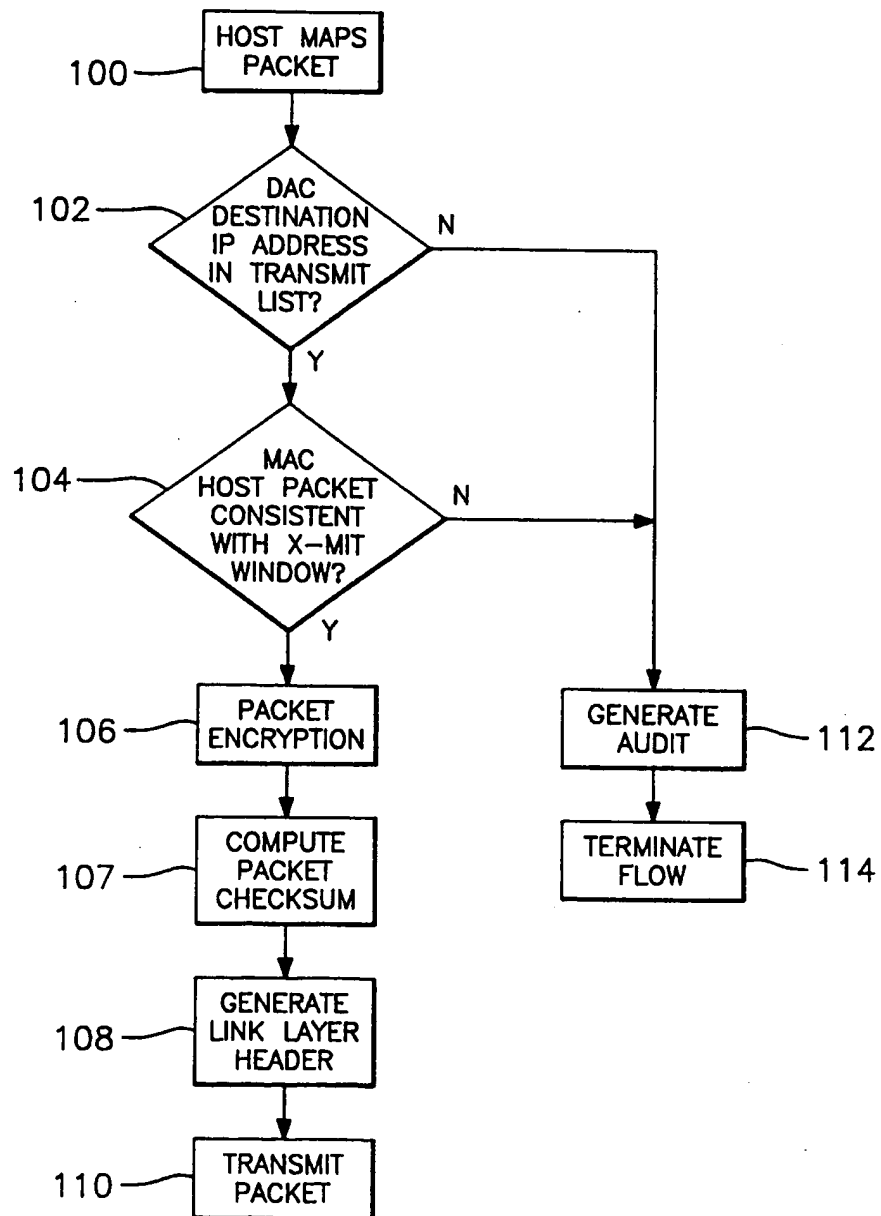 HOST MAPS
PACKET
100
DAC
DESTINATION
IP ADDRESS
IN TRANSMIT
LIST?
102
N
Y
MAC
HOST PACKET
CONSISTENT
WITH X-MIT
WINDOW?
104
N
Y
PACKET
ENCRYPTION
106
GENERATE
AUDIT
112
COMPUTE
PACKET
CHECKSUM
107
TERMINATE
FLOW
114
GENERATE
LINK LAYER
HEADER
108
TRANSMIT
PACKET
110